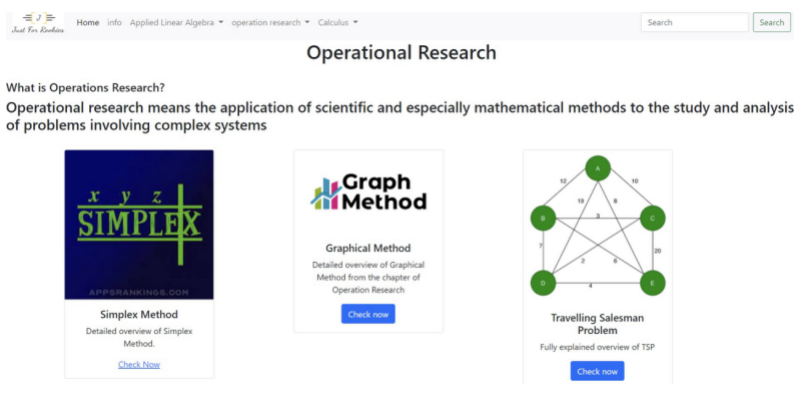 J
Just For Rookies
Home info Applied Linear Algebra operation research Calculus Search Search
Operational Research
What is Operations Research?
Operational research means the application of scientific and especially mathematical methods to the study and analysis
of problems involving complex systems
x y z
SIMPLEX
APPSRANKINGS.COM
Simplex Method
Detailed overview of Simplex
Method.
Check Now
Graph
Method
Graphical Method
Detailed overview of Graphical
Method from the chapter of
Operation Research
Check now
A
12 10
19 8
B 3 C
7 20
2 6
D 4 E
Travelling Salesman
Problem
Fully explained overview of TSP
Check now